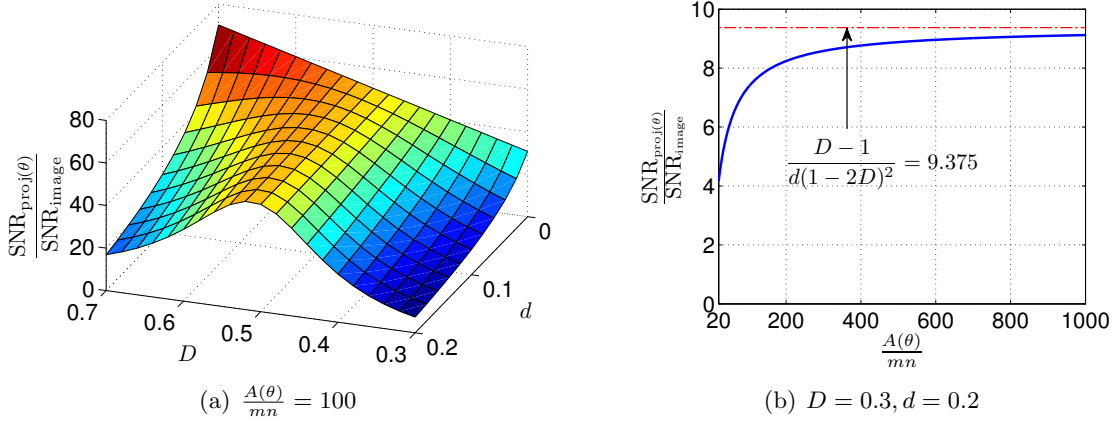 SNR_proj(θ) / SNR_image
80
60
40
20
0
0.7
0.6
0.5
0.4
0.3
D
0.2
0.1
0
d
(a) A(θ)/mn = 100
SNR_proj(θ) / SNR_image
10
8
6
4
2
0
(D − 1) / (d(1 − 2D)²) = 9.375
20 200 400 600 800 1000
A(θ)/mn
(b) D = 0.3, d = 0.2